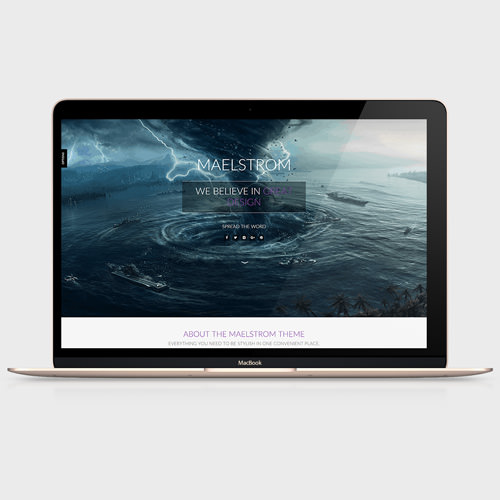 MAELSTROM
WE BELIEVE IN GREAT
DESIGN
SPREAD THE WORD
ABOUT THE MAELSTROM THEME
EVERYTHING YOU NEED TO BE STYLISH IN ONE CONVENIENT PLACE.
MacBook